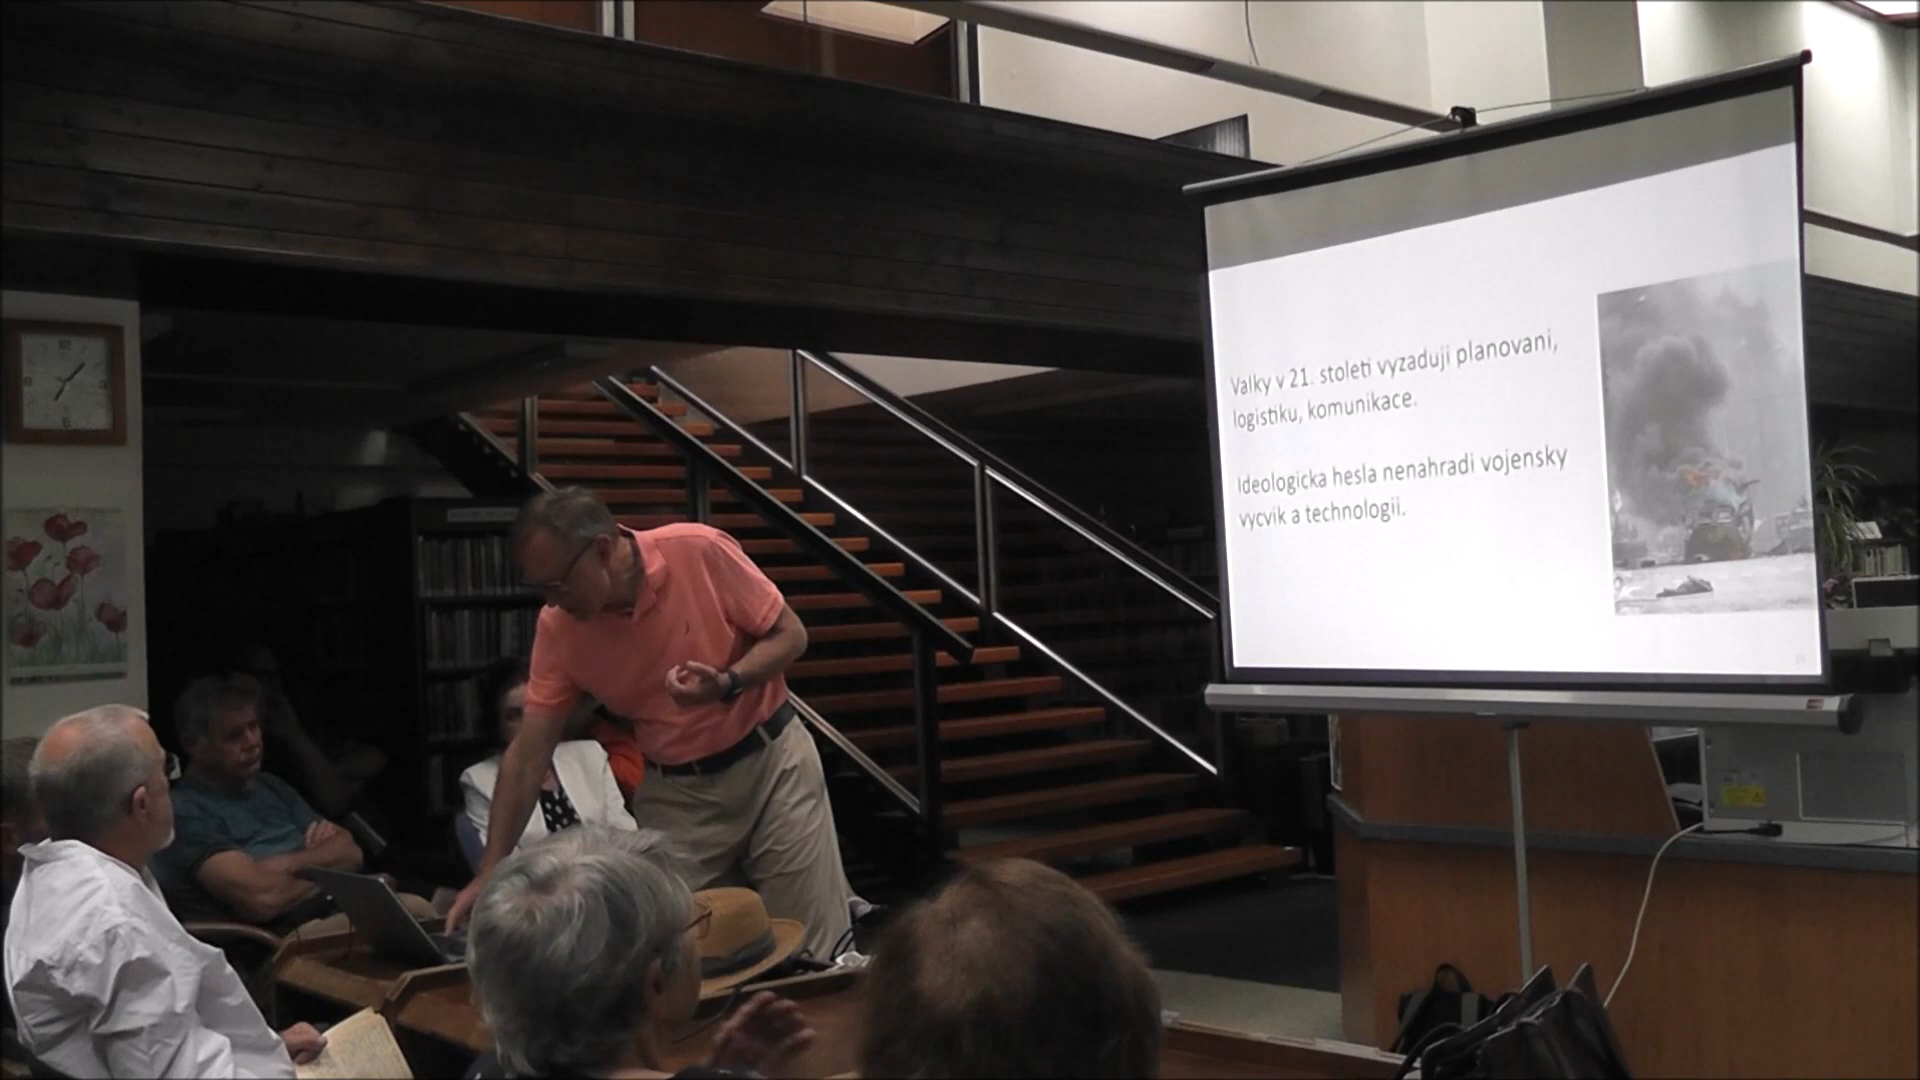 Valky v 21. stoleti vyzaduji planovani,
logistiku, komunikace.
Ideologicka hesla nenahradi vojensky
vycvik a technologii.